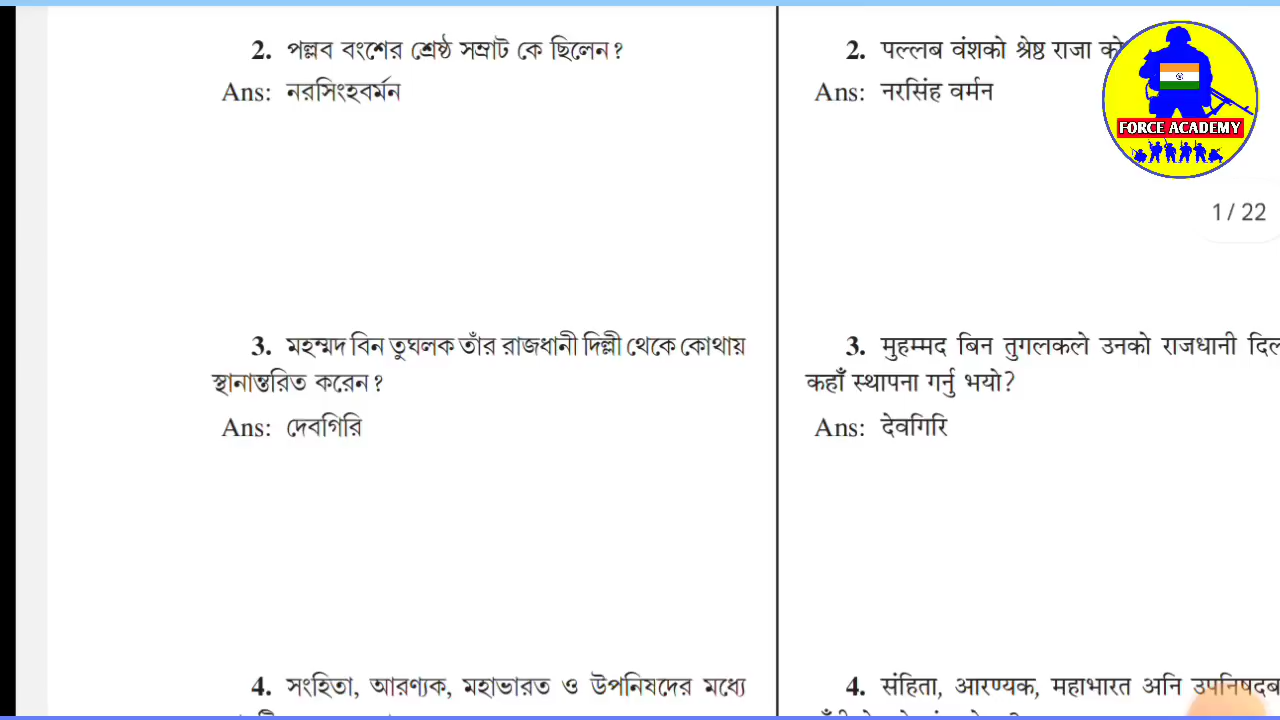 2. পল্লব বংশের শ্রেষ্ঠ সম্রাট কে ছিলেন?
Ans: নরসিংহবর্মন
3. মহম্মদ বিন তুঘলক তাঁর রাজধানী দিল্লী থেকে কোথায়
স্থানান্তরিত করেন?
Ans: দেবগিরি
4. সংহিতা, আরণ্যক, মহাভারত ও উপনিষদের মধ্যে
2. पल्लब वंशको श्रेष्ठ राजा को
Ans: नरसिंह वर्मन
3. मुहम्मद बिन तुगलकले उनको राजधानी
कहाँ स्थापना गर्नु भयो?
Ans: देवगिरि
4. संहिता, आरण्यक, महाभारत अनि
FORCE ACADEMY
1 / 22